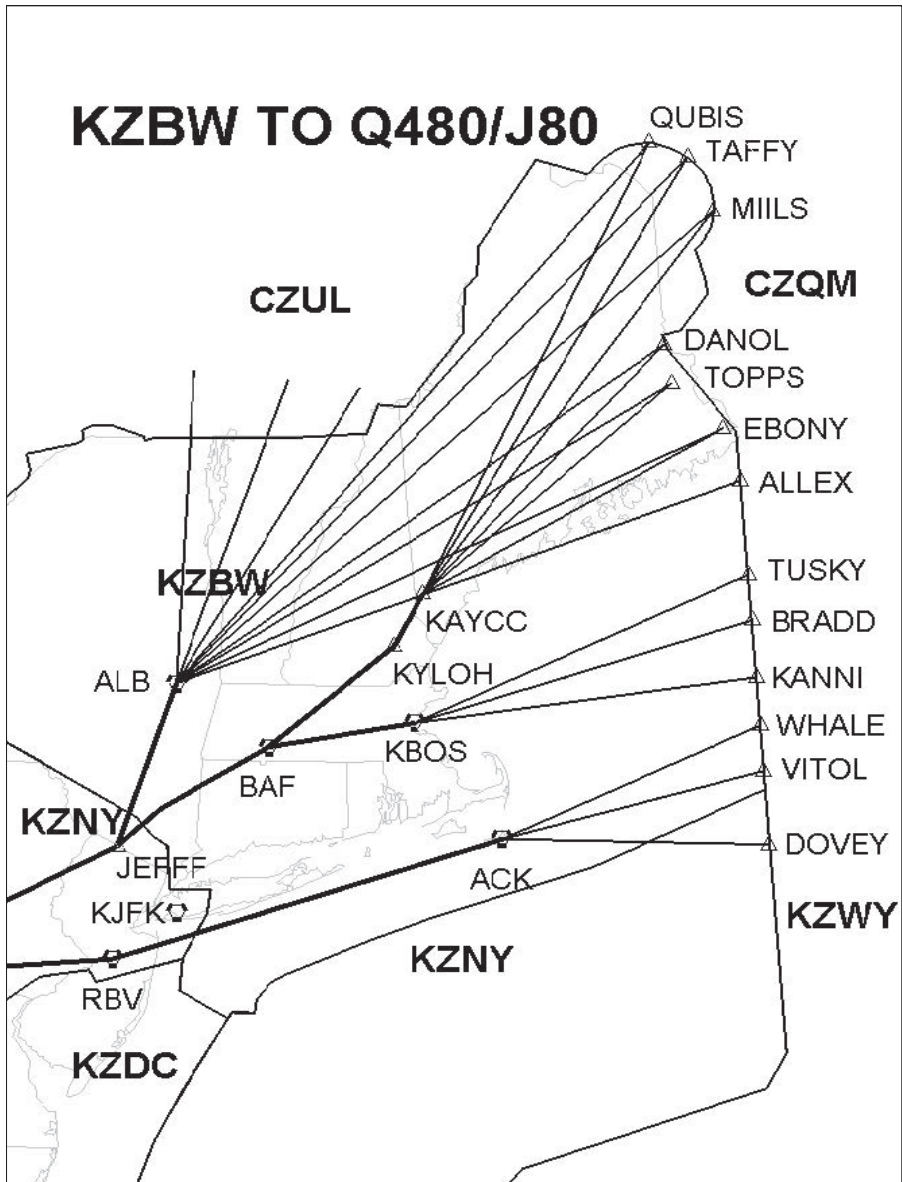 KZBW TO Q480/J80
QUBIS
TAFFY
MIILS
CZUL
CZQM
DANOL
TOPPS
EBONY
ALLEX
KZBW
TUSKY
KAYCC
BRADD
ALB
KYLOH
KANNI
KBOS
WHALE
BAF
VITOL
KZNY
JEFFF
DOVEY
ACK
KJFK
KZWY
KZNY
RBV
KZDC